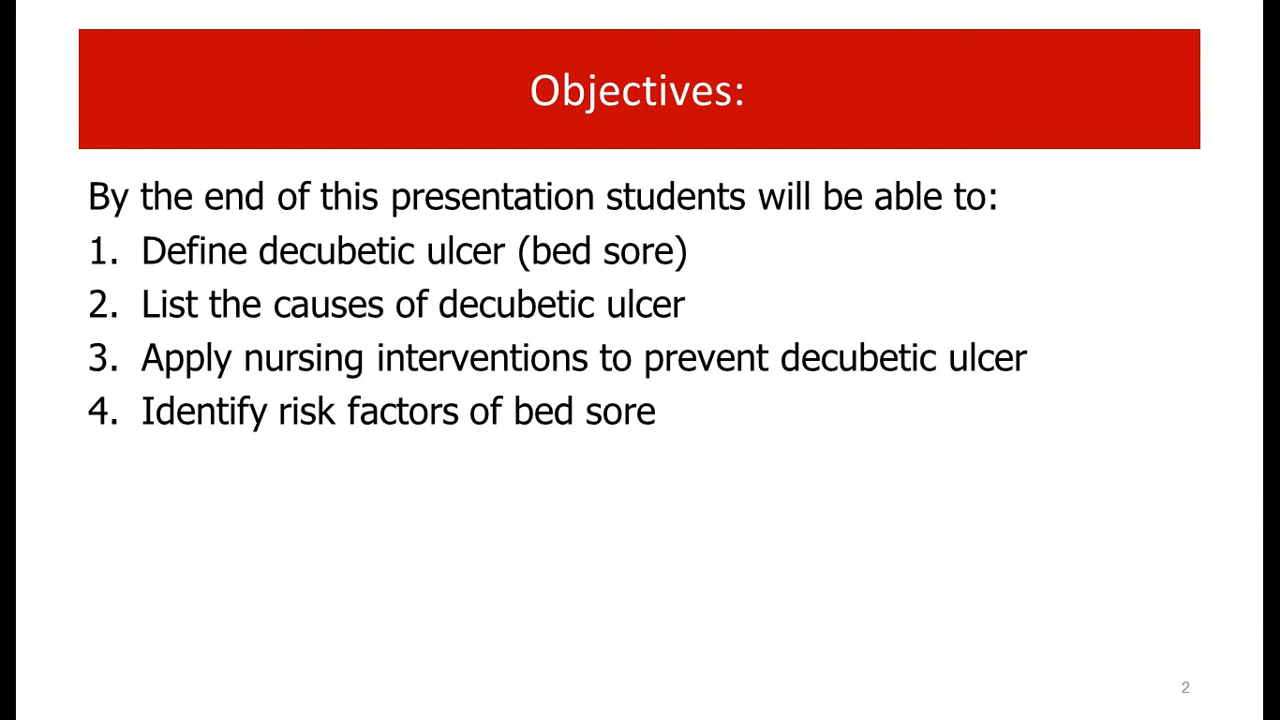 Objectives:
By the end of this presentation students will be able to:
1. Define decubetic ulcer (bed sore)
2. List the causes of decubetic ulcer
3. Apply nursing interventions to prevent decubetic ulcer
4. Identify risk factors of bed sore
2